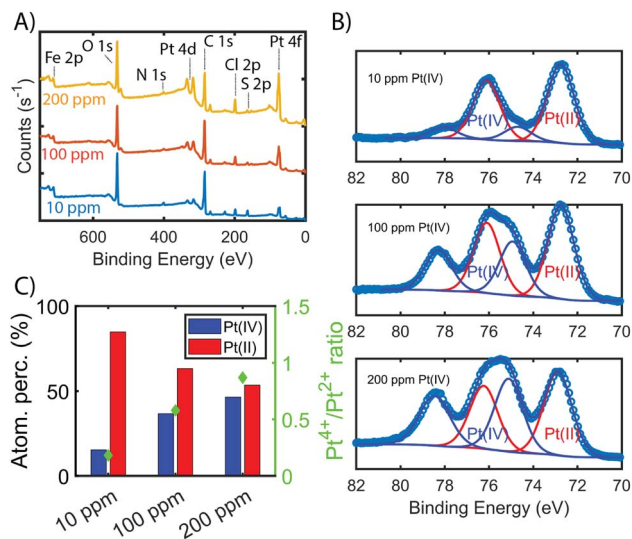 A)
O 1s
Pt 4d
C 1s
Pt 4f
Fe 2p
N 1s
Cl 2p
S 2p
200 ppm
100 ppm
10 ppm
Counts (s⁻¹)
600 400 200 0
Binding Energy (eV)
B)
10 ppm Pt(IV)
Pt(IV)
Pt(II)
82 80 78 76 74 72 70
100 ppm Pt(IV)
Pt(IV)
Pt(II)
82 80 78 76 74 72 70
200 ppm Pt(IV)
Pt(IV)
Pt(II)
82 80 78 76 74 72 70
Binding Energy (eV)
C)
100
50
0
Atom. perc. (%)
Pt(IV)
Pt(II)
1.5
1
0.5
0
Pt⁴⁺/Pt²⁺ ratio
10 ppm
100 ppm
200 ppm